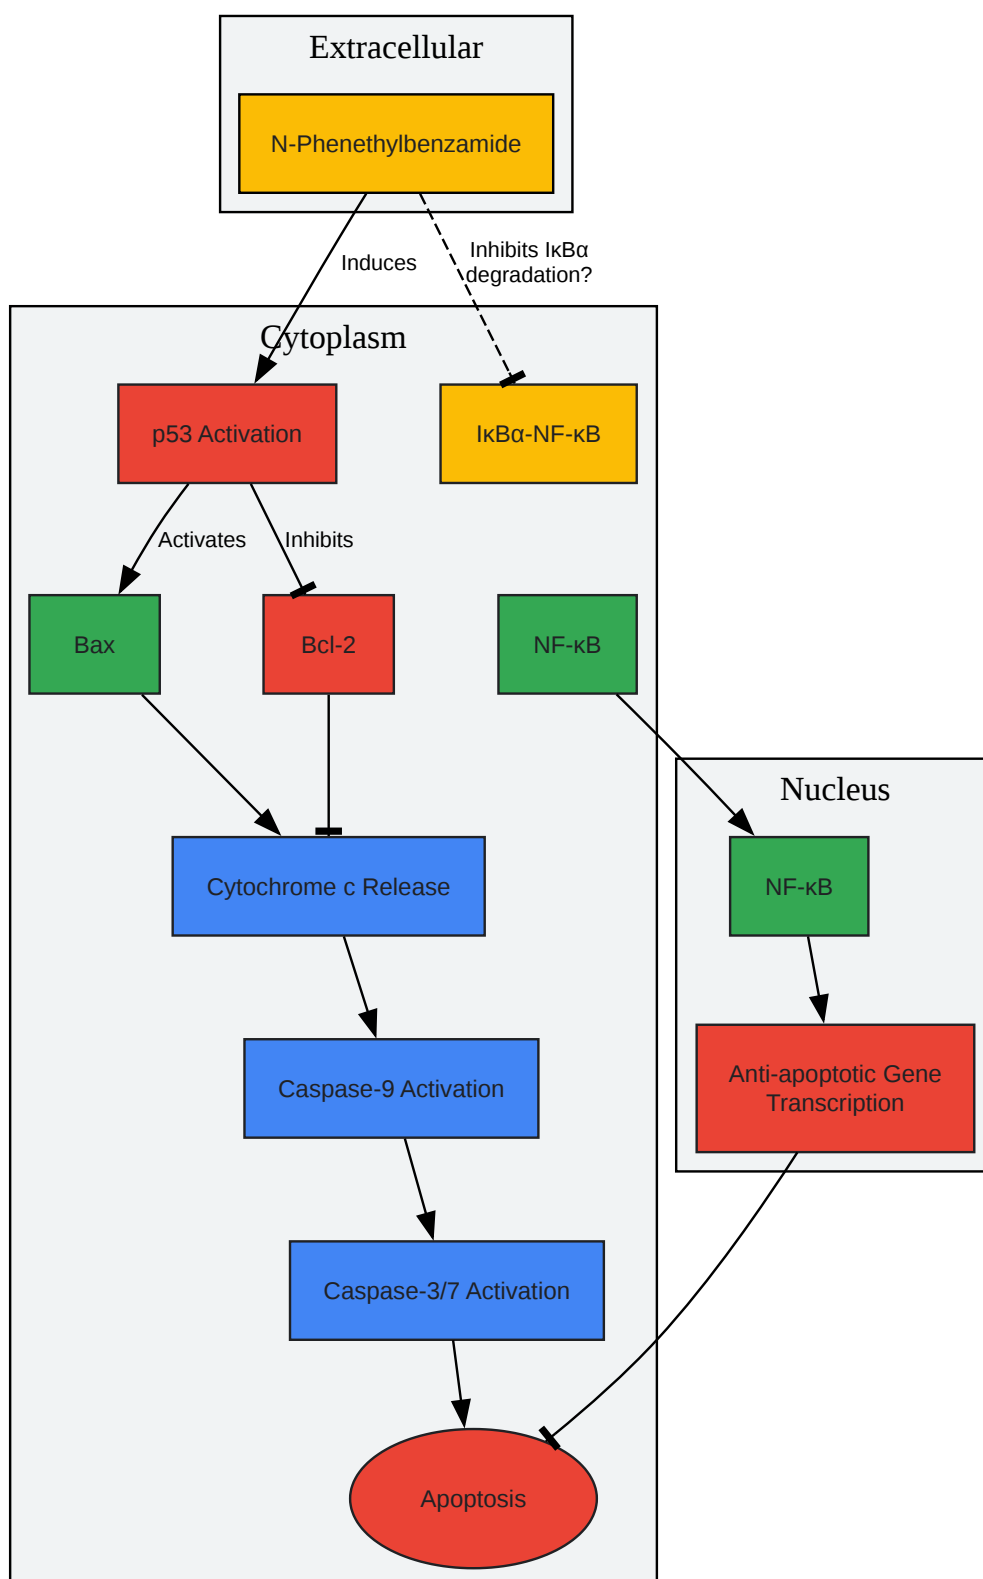 Extracellular
N-Phenethylbenzamide
Induces
Inhibits IκBα
degradation?
Cytoplasm
p53 Activation
IκBα-NF-κB
Activates
Inhibits
Bax
Bcl-2
NF-κB
Nucleus
Cytochrome c Release
NF-κB
Caspase-9 Activation
Anti-apoptotic Gene
Transcription
Caspase-3/7 Activation
Apoptosis